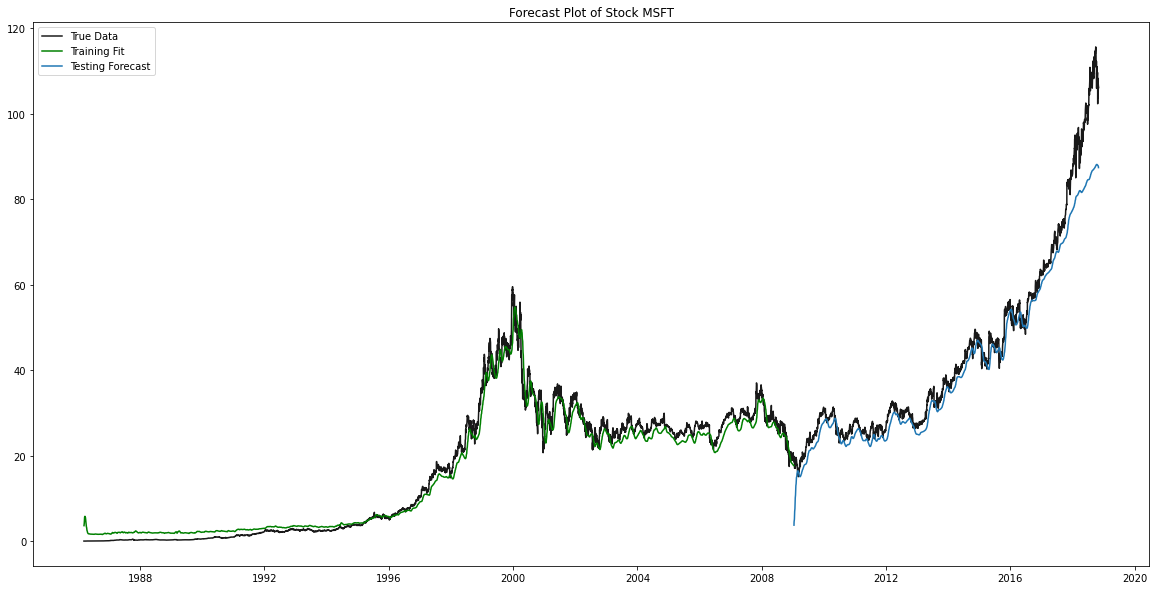 Forecast Plot of Stock MSFT
True Data
Training Fit
Testing Forecast
120
100
80
60
40
20
0
1988 1992 1996 2000 2004 2008 2012 2016 2020